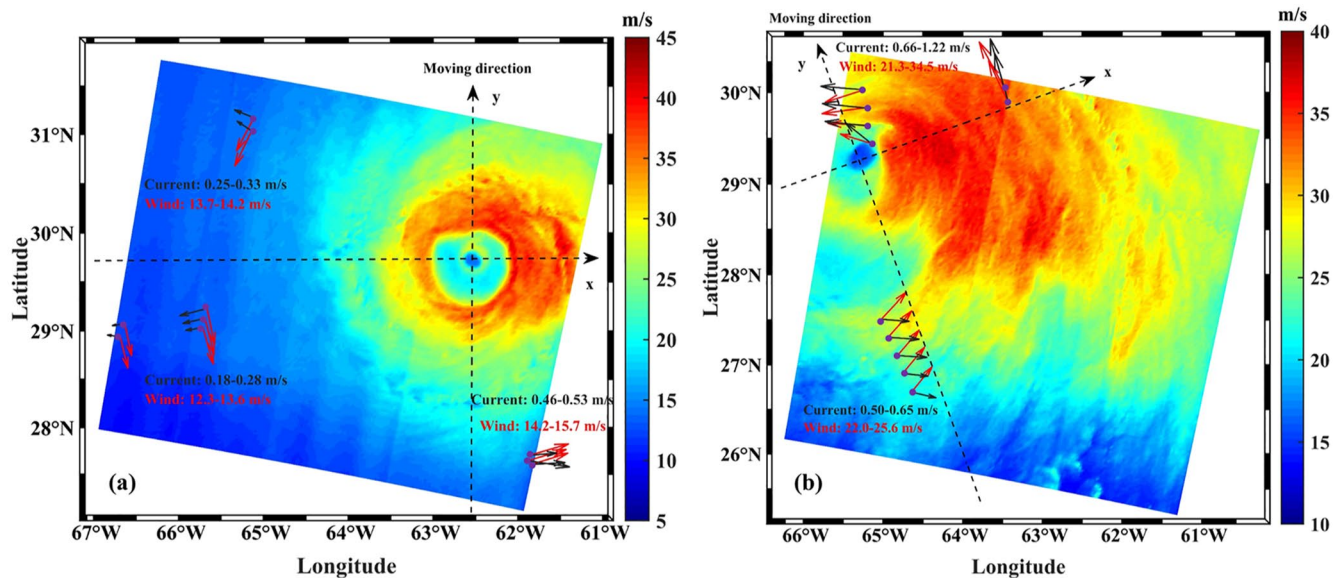 m/s
45
40
35
30
25
20
15
10
5
Moving direction
y
x
31°N
30°N
29°N
28°N
Latitude
Current: 0.25-0.33 m/s
Wind: 13.7-14.2 m/s
Current: 0.18-0.28 m/s
Wind: 12.3-13.6 m/s
Current: 0.46-0.53 m/s
Wind: 14.2-15.7 m/s
(a)
67°W 66°W 65°W 64°W 63°W 62°W 61°W
Longitude
Moving direction
m/s
40
35
30
25
20
15
10
y
x
Current: 0.66-1.22 m/s
Wind: 21.3-34.5 m/s
30°N
29°N
28°N
27°N
26°N
Latitude
Current: 0.50-0.65 m/s
Wind: 22.0-25.6 m/s
(b)
66°W 65°W 64°W 63°W 62°W 61°W
Longitude